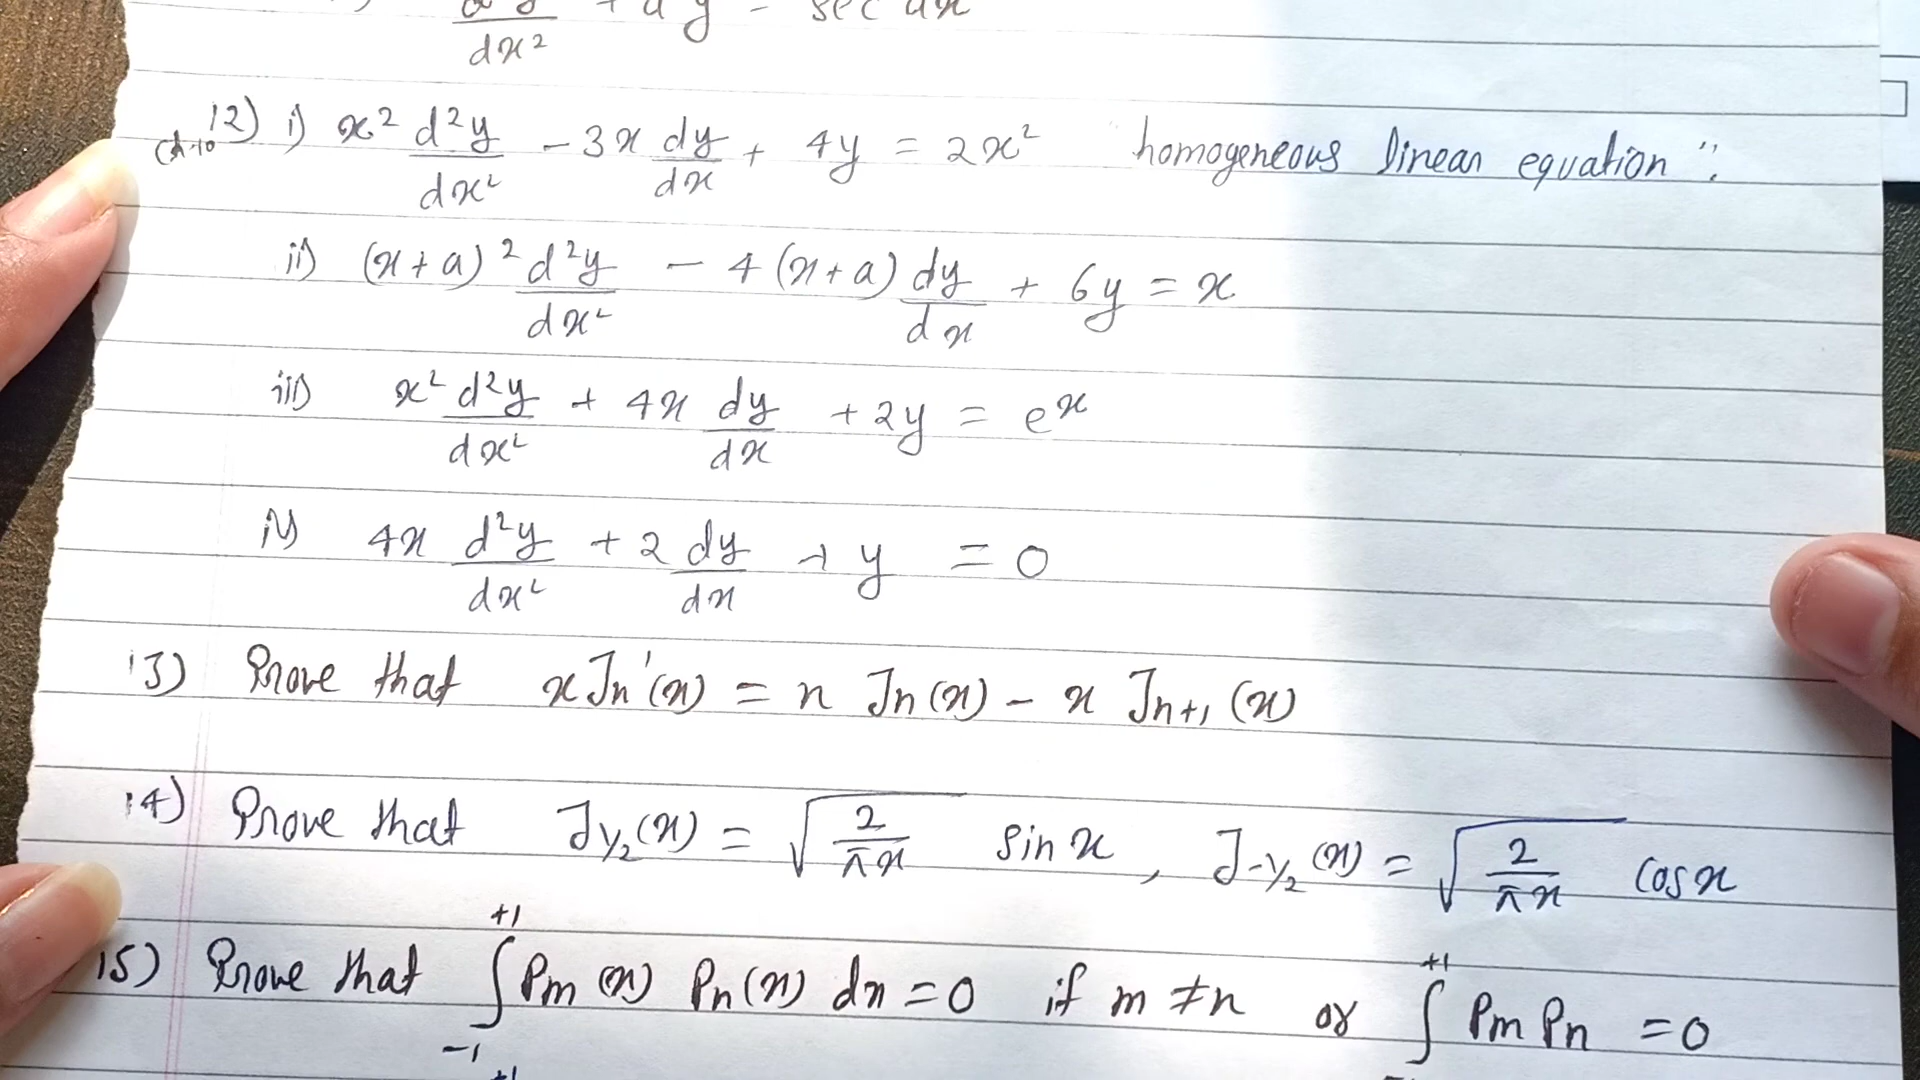 dx²
12) i) x² d²y/dx² - 3x dy/dx + 4y = 2x² homogeneous linear equation ":
ii) (x+a)² d²y/dx² - 4(x+a) dy/dx + 6y = x
iii) x² d²y/dx² + 4x dy/dx + 2y = eˣ
iv) 4x d²y/dx² + 2 dy/dx + y = 0
13) Prove that xJn'(x) = n Jn(x) - x Jn+1(x)
14) Prove that J1/2(x) = √(2/πx) sin x, J-1/2(x) = √(2/πx) cos x
15) Prove that ∫₋₁⁺¹ Pm(x) Pn(x) dx = 0 if m ≠ n or ∫⁺¹ Pm Pn = 0